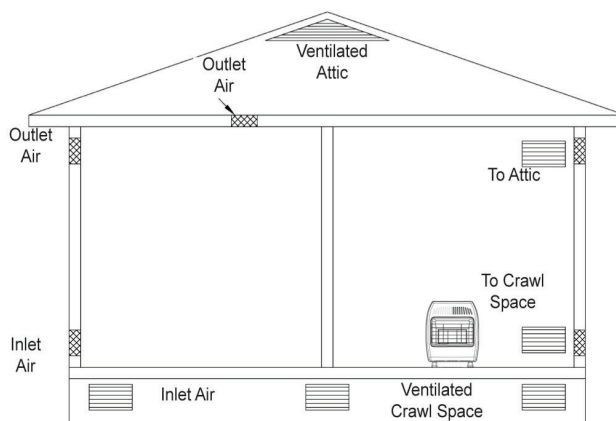 Ventilated
Attic
Outlet
Air
Outlet
Air
To Attic
To Crawl
Space
Inlet
Air
Inlet Air
Ventilated
Crawl Space